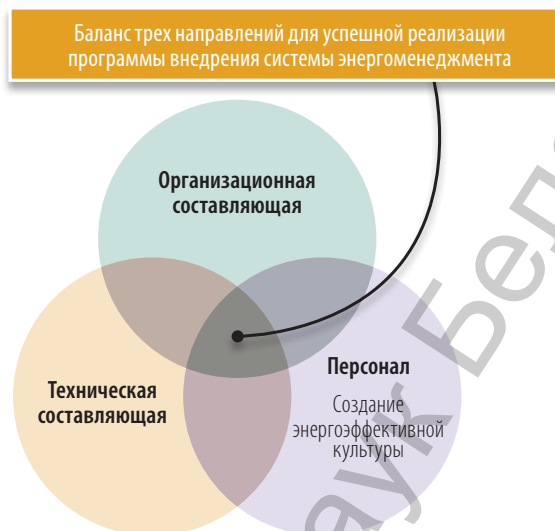 Баланс трех направлений для успешной реализации
программы внедрения системы энергоменеджмента
Организационная
составляющая
Техническая
составляющая
Персонал
Создание
энергоэффективной
культуры